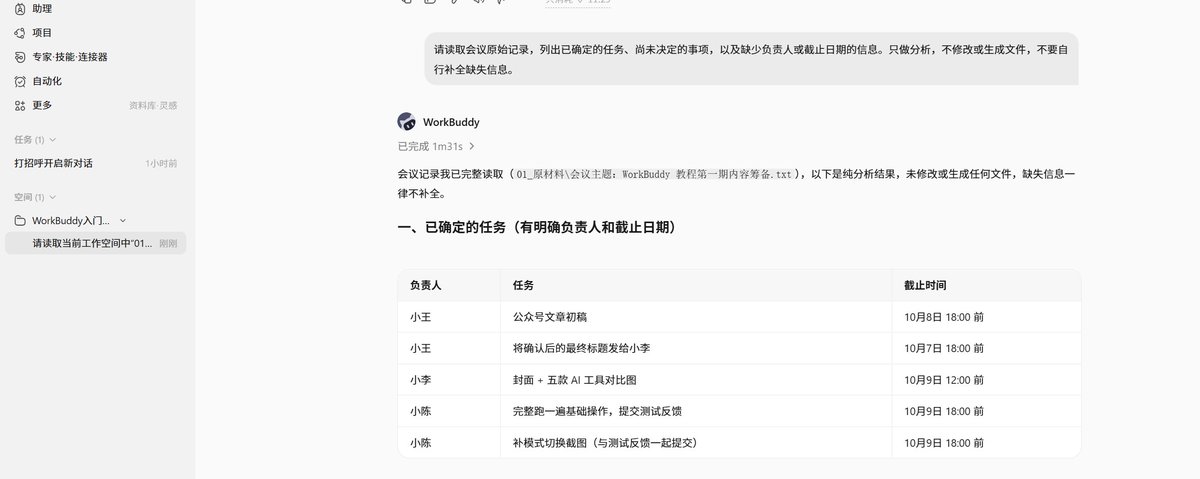 助理
项目
专家·技能·连接器
自动化
更多 资料库·灵感
任务 (1)
打招呼开启新对话 1小时前
空间 (1)
WorkBuddy入门...
请读取当前工作空间中“01... 刚刚
请读取会议原始记录，列出已确定的任务、尚未决定的事项，以及缺少负责人或截止日期的信息。只做分析，不修改或生成文件，不要自
行补全缺失信息。
WorkBuddy
已完成 1m31s
会议记录我已完整读取（01_原材料\会议主题：WorkBuddy 教程第一期内容筹备.txt），以下是纯分析结果，未修改或生成任何文件，缺失信息一
律不补全。
一、已确定的任务（有明确负责人和截止日期）
负责人 任务 截止时间
小王 公众号文章初稿 10月8日 18:00 前
小王 将确认后的最终标题发给小李 10月7日 18:00 前
小李 封面 + 五款 AI 工具对比图 10月9日 12:00 前
小陈 完整跑一遍基础操作，提交测试反馈 10月9日 18:00 前
小陈 补模式切换截图（与测试反馈一起提交） 10月9日 18:00 前